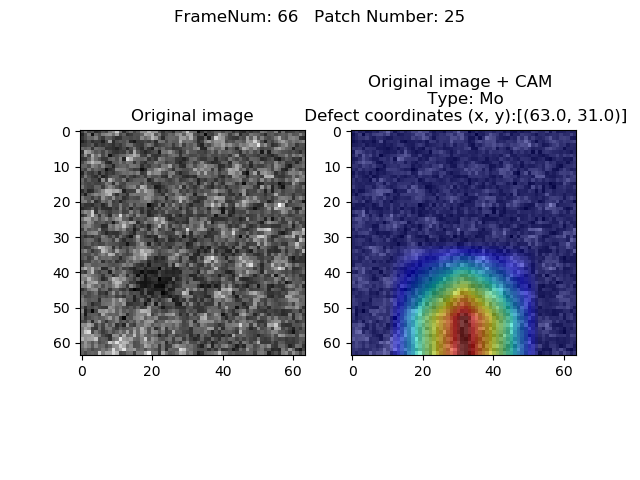 FrameNum: 66   Patch Number: 25
Original image
0
10
20
30
40
50
60
0 20 40 60
Original image + CAM
Type: Mo
Defect coordinates (x, y):[(63.0, 31.0)]
0
10
20
30
40
50
60
0 20 40 60